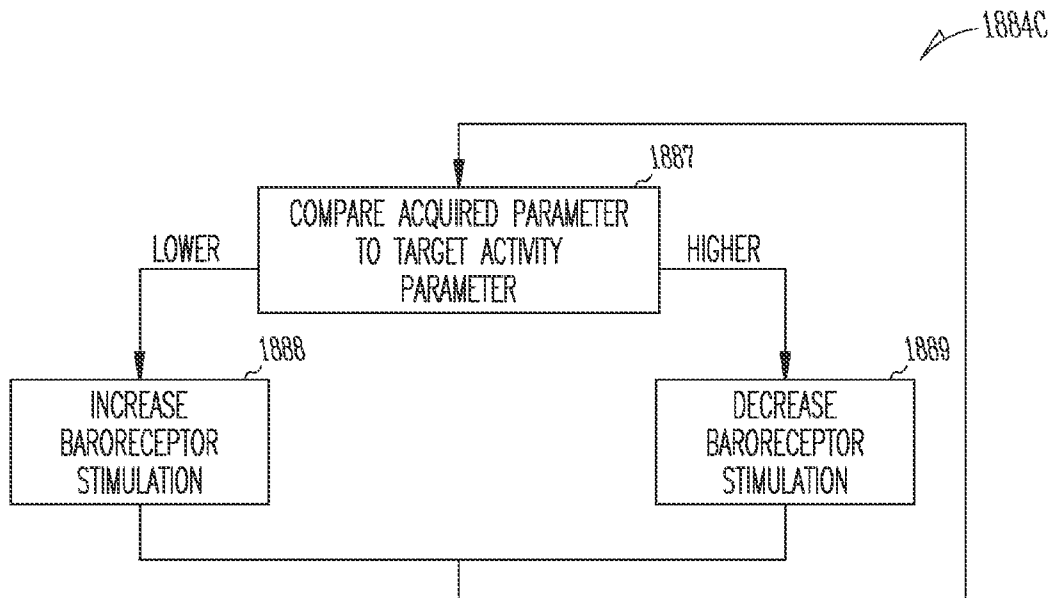 1884C
1887
COMPARE ACQUIRED PARAMETER
TO TARGET ACTIVITY
PARAMETER
LOWER
HIGHER
1888
INCREASE
BARORECEPTOR
STIMULATION
1889
DECREASE
BARORECEPTOR
STIMULATION